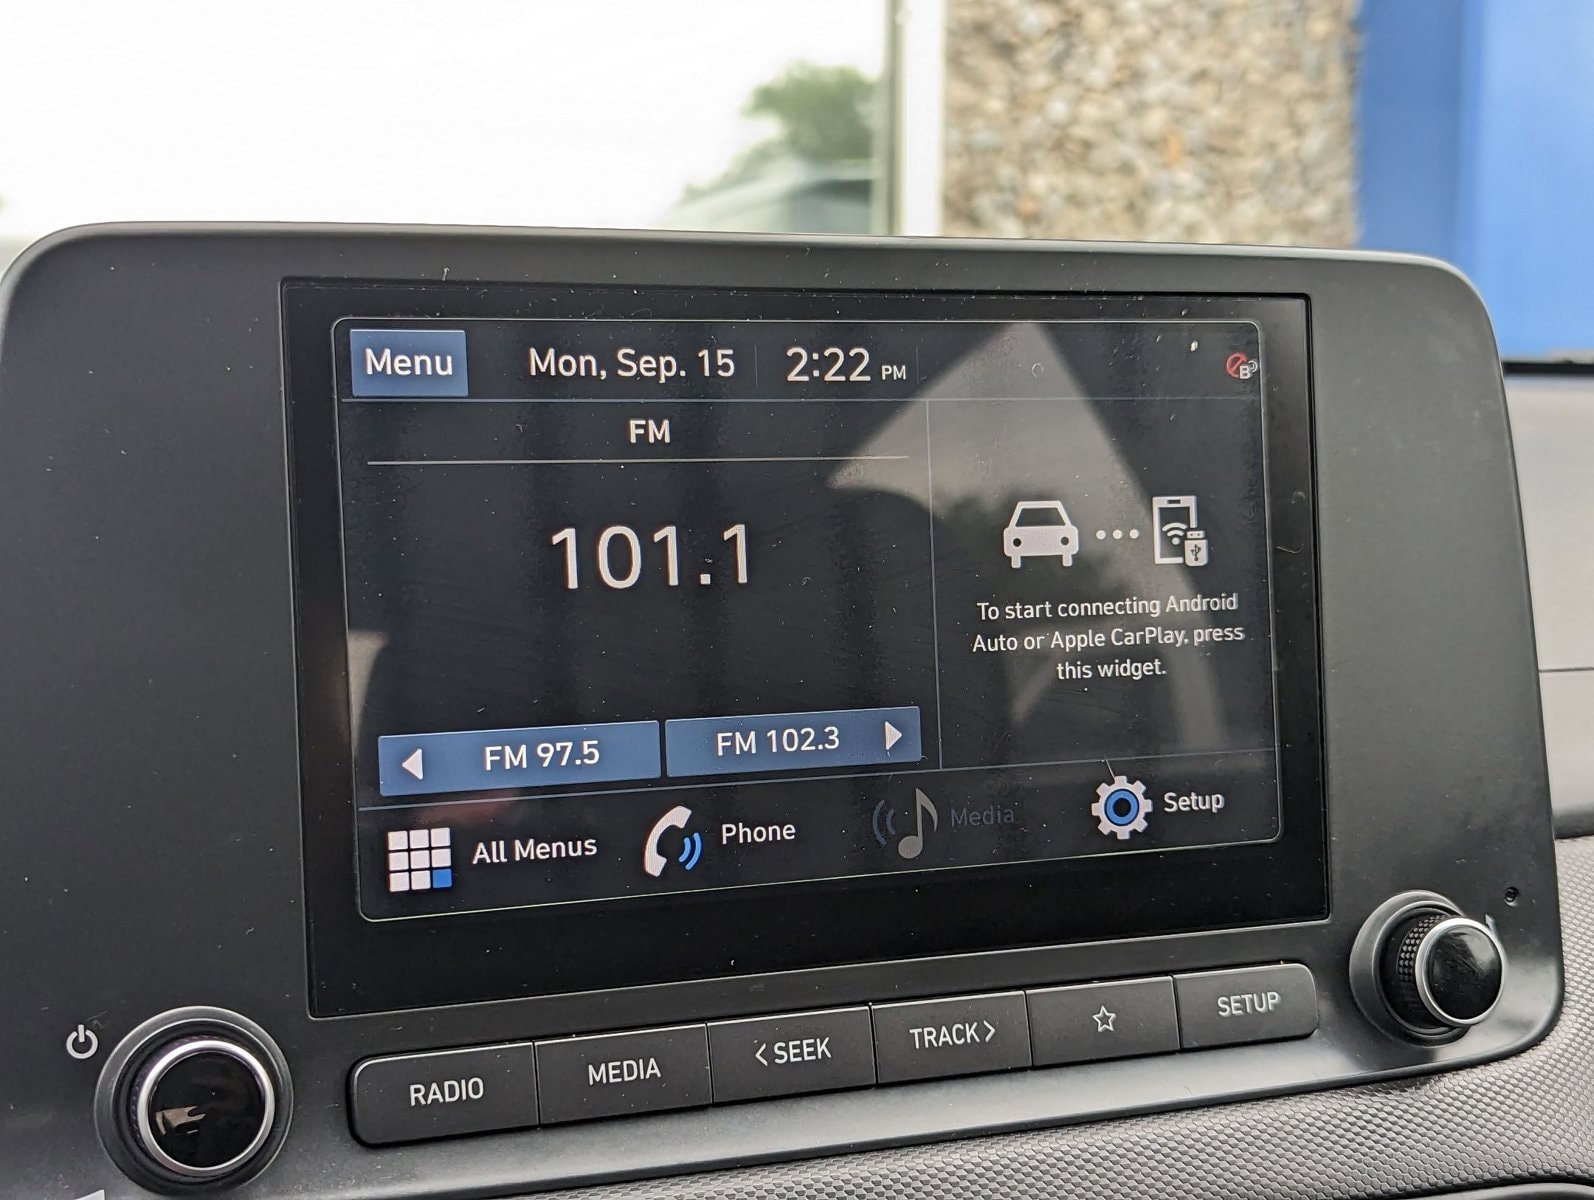 Menu
Mon, Sep. 15
2:22 PM
B
FM
101.1
To start connecting Android
Auto or Apple CarPlay, press
this widget.
FM 97.5
FM 102.3
All Menus
Phone
Media
Setup
RADIO
MEDIA
<SEEK
TRACK>
SETUP